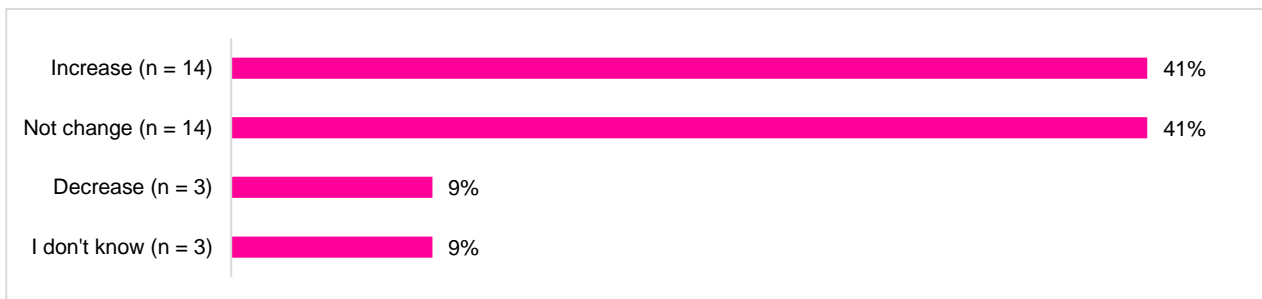 Increase (n = 14) 41%
Not change (n = 14) 41%
Decrease (n = 3) 9%
I don't know (n = 3) 9%